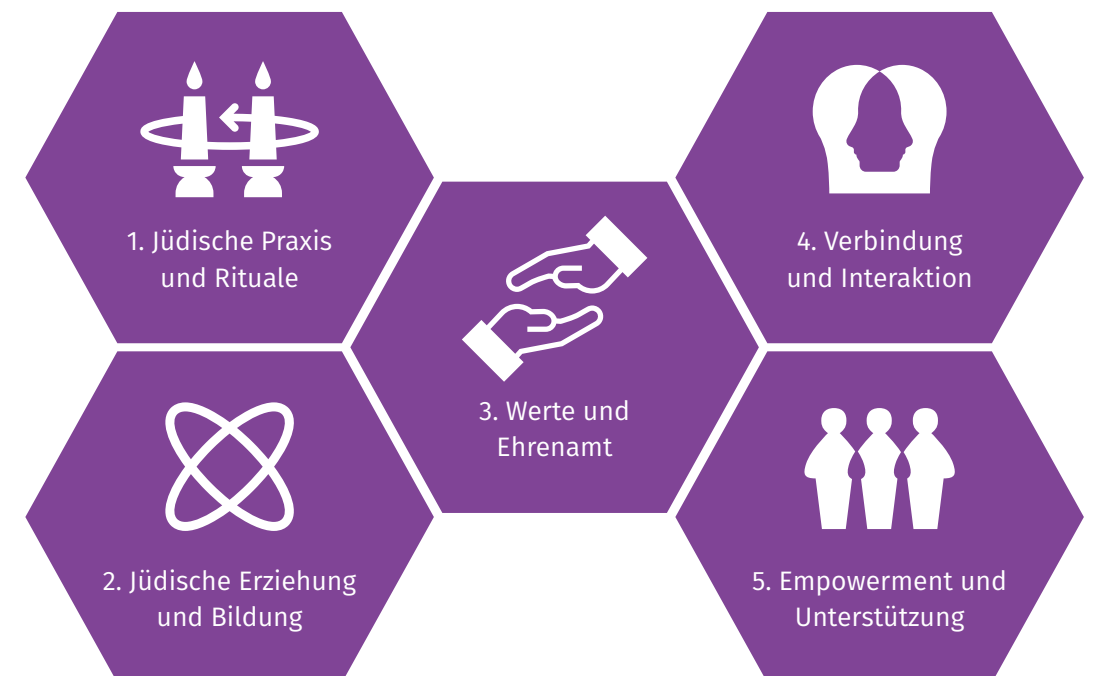 1. Jüdische Praxis
und Rituale
2. Jüdische Erziehung
und Bildung
3. Werte und
Ehrenamt
4. Verbindung
und Interaktion
5. Empowerment und
Unterstützung